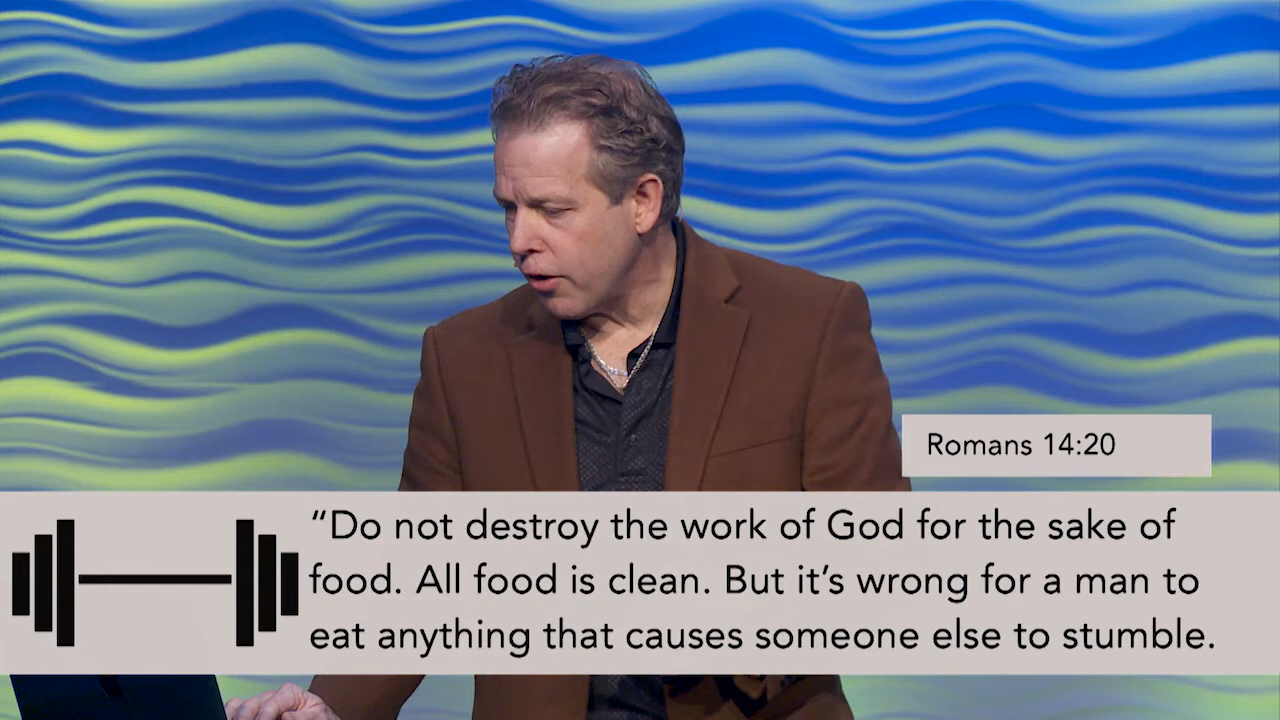 Romans 14:20
“Do not destroy the work of God for the sake of
food. All food is clean. But it’s wrong for a man to
eat anything that causes someone else to stumble.